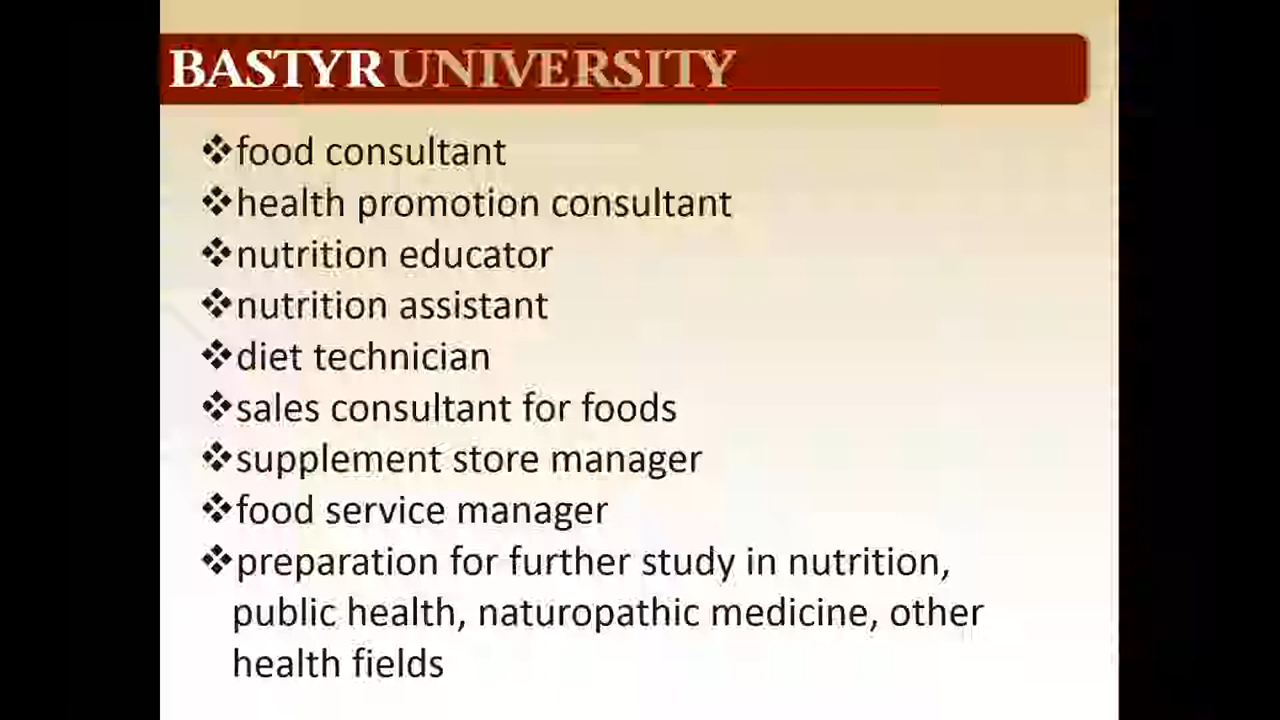 BASTYR UNIVERSITY
❖food consultant
❖health promotion consultant
❖nutrition educator
❖nutrition assistant
❖diet technician
❖sales consultant for foods
❖supplement store manager
❖food service manager
❖preparation for further study in nutrition,
public health, naturopathic medicine, other
health fields